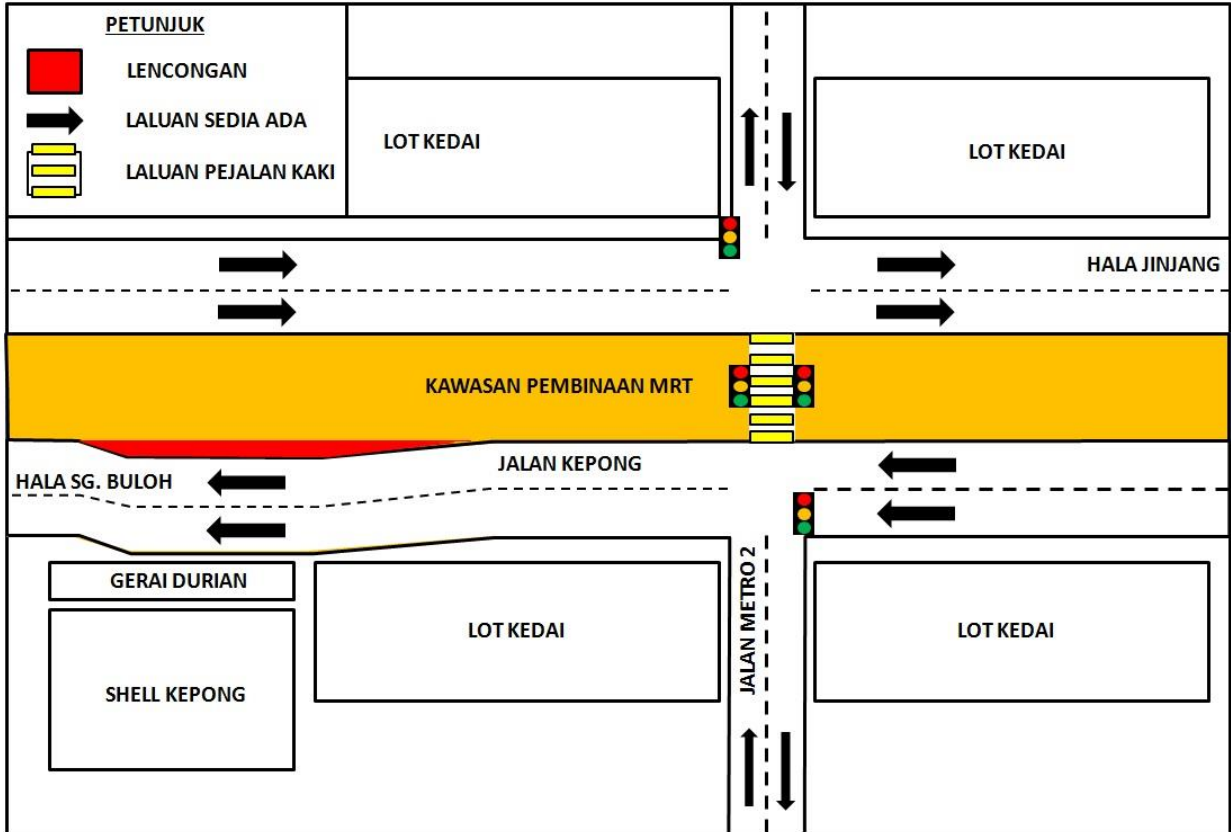 PETUNJUK
LENCONGAN
LALUAN SEDIA ADA
LALUAN PEJALAN KAKI
LOT KEDAI
LOT KEDAI
HALA JINJANG
KAWASAN PEMBINAAN MRT
JALAN KEPONG
HALA SG. BULOH
GERAI DURIAN
SHELL KEPONG
LOT KEDAI
JALAN METRO 2
LOT KEDAI